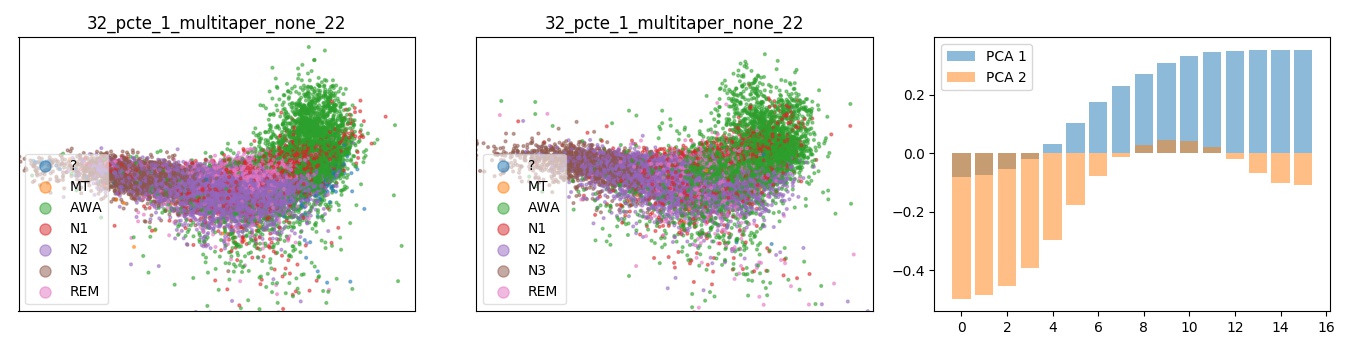 32_pcte_1_multitaper_none_22
?
MT
AWA
N1
N2
N3
REM
32_pcte_1_multitaper_none_22
?
MT
AWA
N1
N2
N3
REM
PCA 1
PCA 2
0.2
0.0
−0.2
−0.4
0 2 4 6 8 10 12 14 16